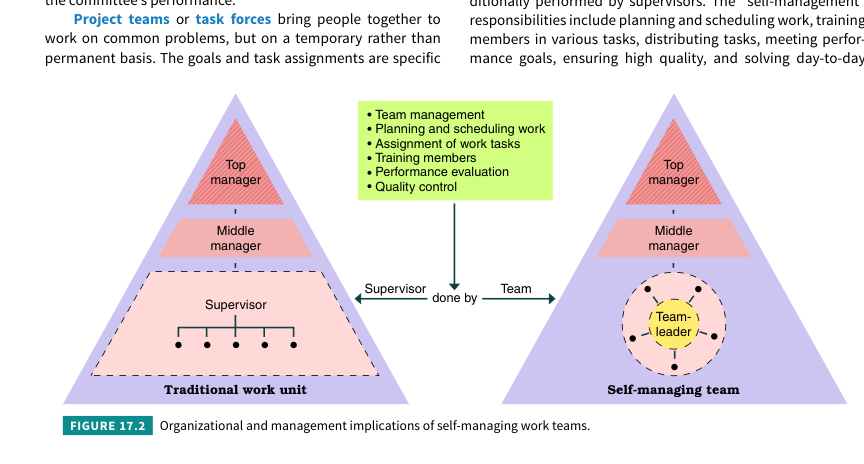 the committee's performance.
Project teams or task forces bring people together to
work on common problems, but on a temporary rather than
permanent basis. The goals and task assignments are specific
ditionally performed by supervisors. The "self-management"
responsibilities include planning and scheduling work, training
members in various tasks, distributing tasks, meeting perfor-
mance goals, ensuring high quality, and solving day-to-day
Top
manager
Middle
manager
Supervisor
Traditional work unit
• Team management
• Planning and scheduling work
• Assignment of work tasks
• Training members
• Performance evaluation
• Quality control
Supervisor done by Team
Top
manager
Middle
manager
Team-
leader
Self-managing team
FIGURE 17.2 Organizational and management implications of self-managing work teams.